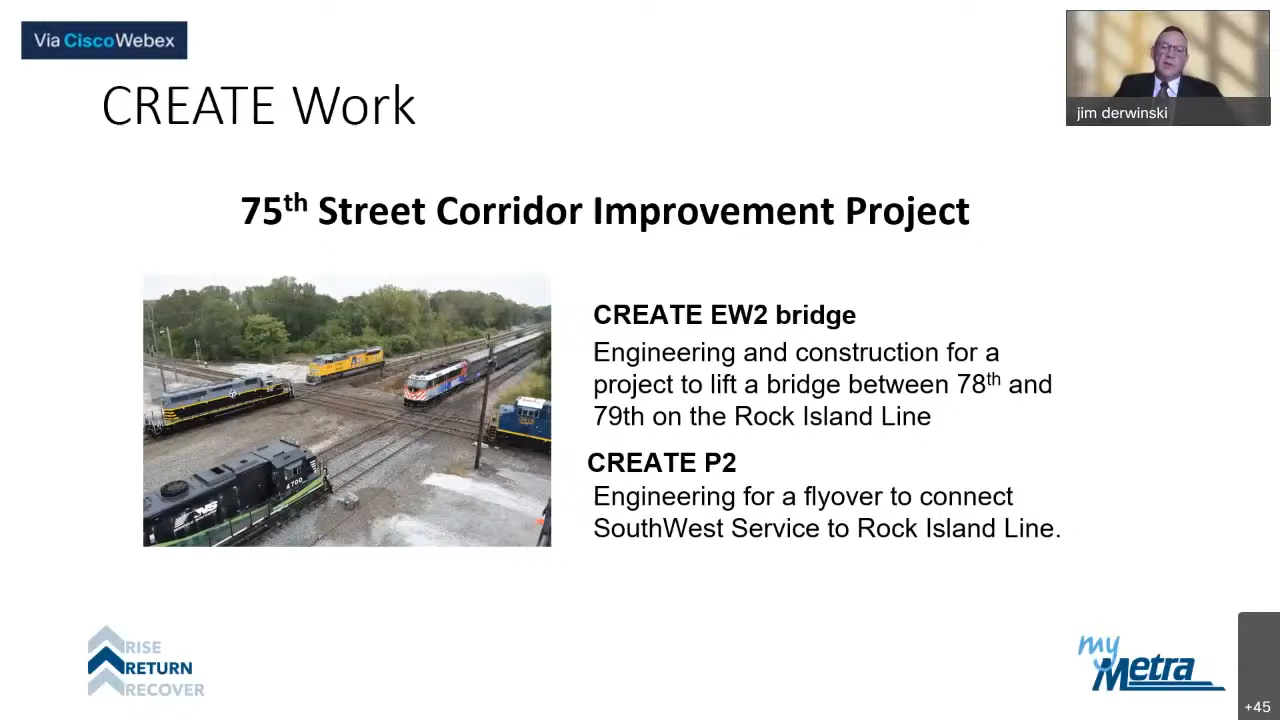 Via CiscoWebex
CREATE Work
jim derwinski
75th Street Corridor Improvement Project
CREATE EW2 bridge
Engineering and construction for a
project to lift a bridge between 78th and
79th on the Rock Island Line
CREATE P2
Engineering for a flyover to connect
SouthWest Service to Rock Island Line.
4700
NS
RISE
RETURN
RECOVER
my
Metra
+45